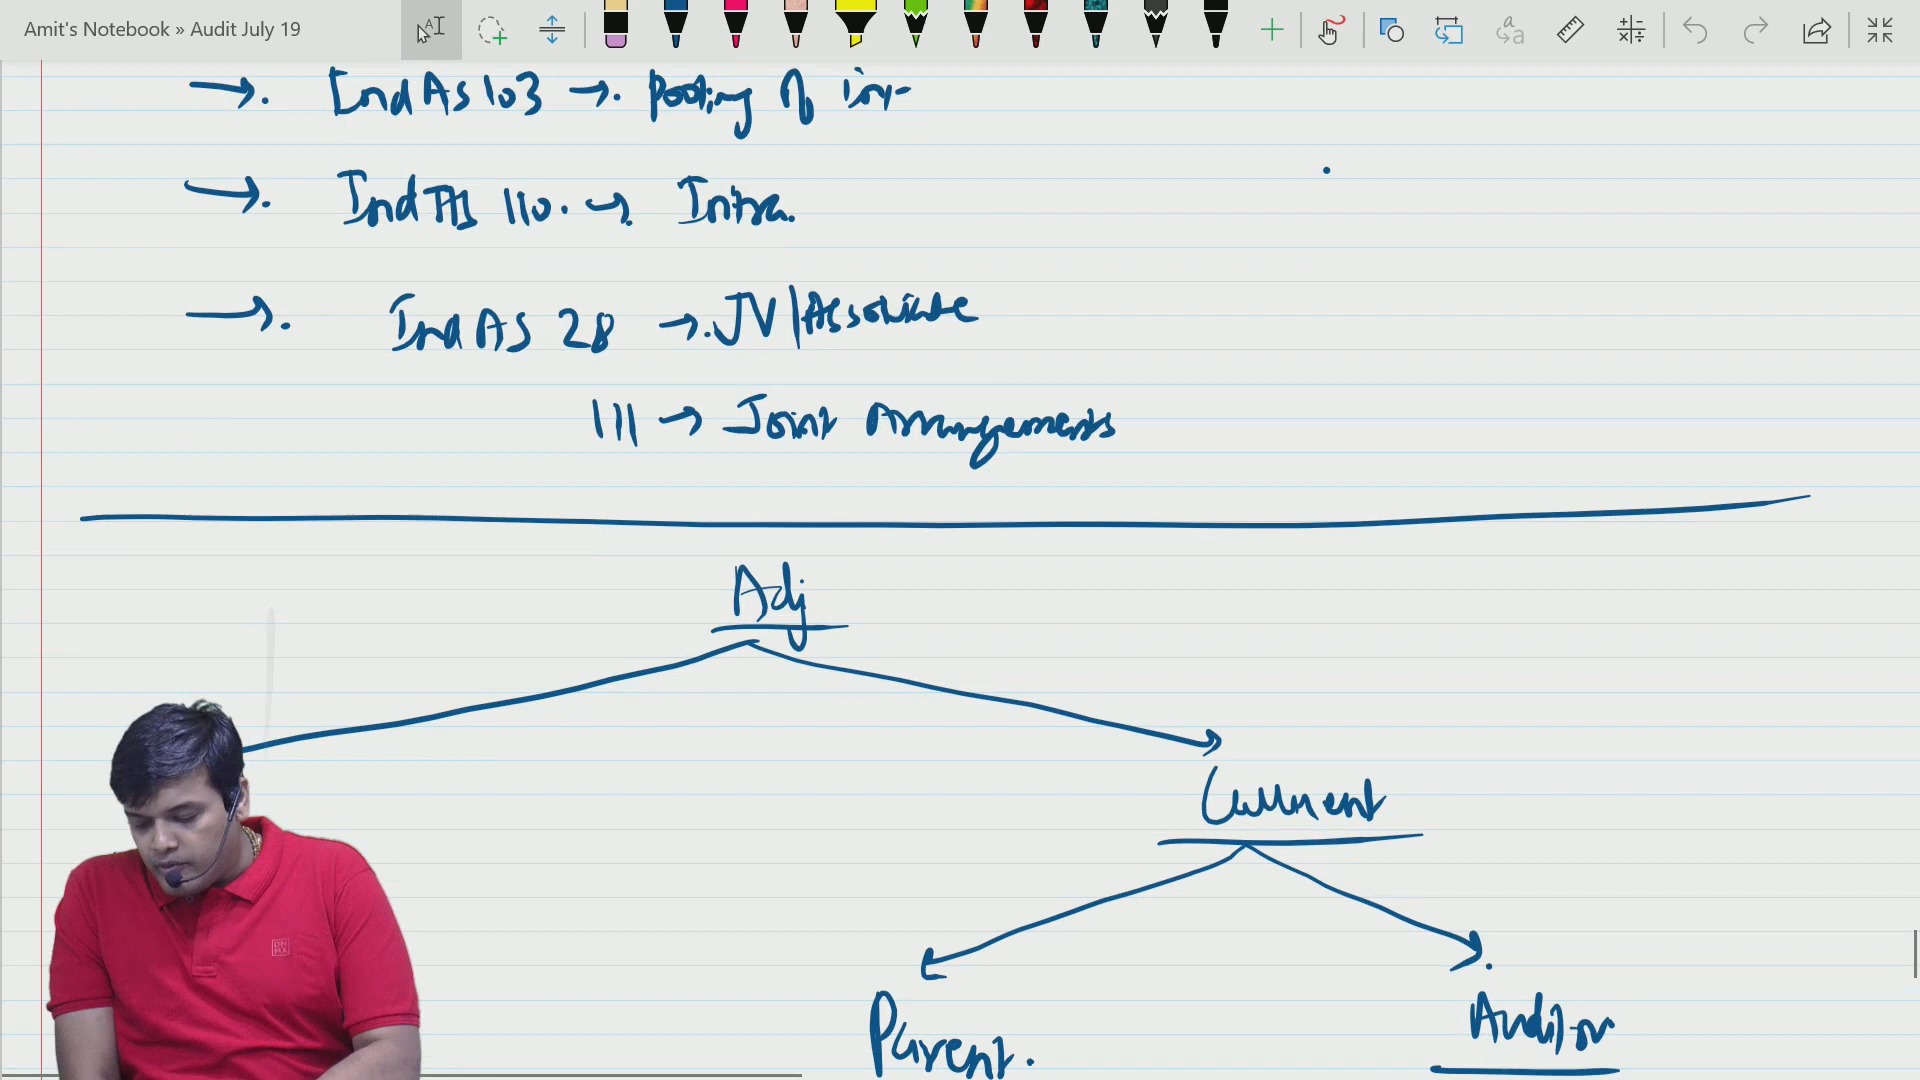 Amit's Notebook » Audit July 19
→. Ind AS 103 → Pooling of int
→. Ind AS 110. → Intra.
→. Ind AS 28 → JV | Associate
111 → Joint Arrangements
Adj
Current
Parent. Auditor